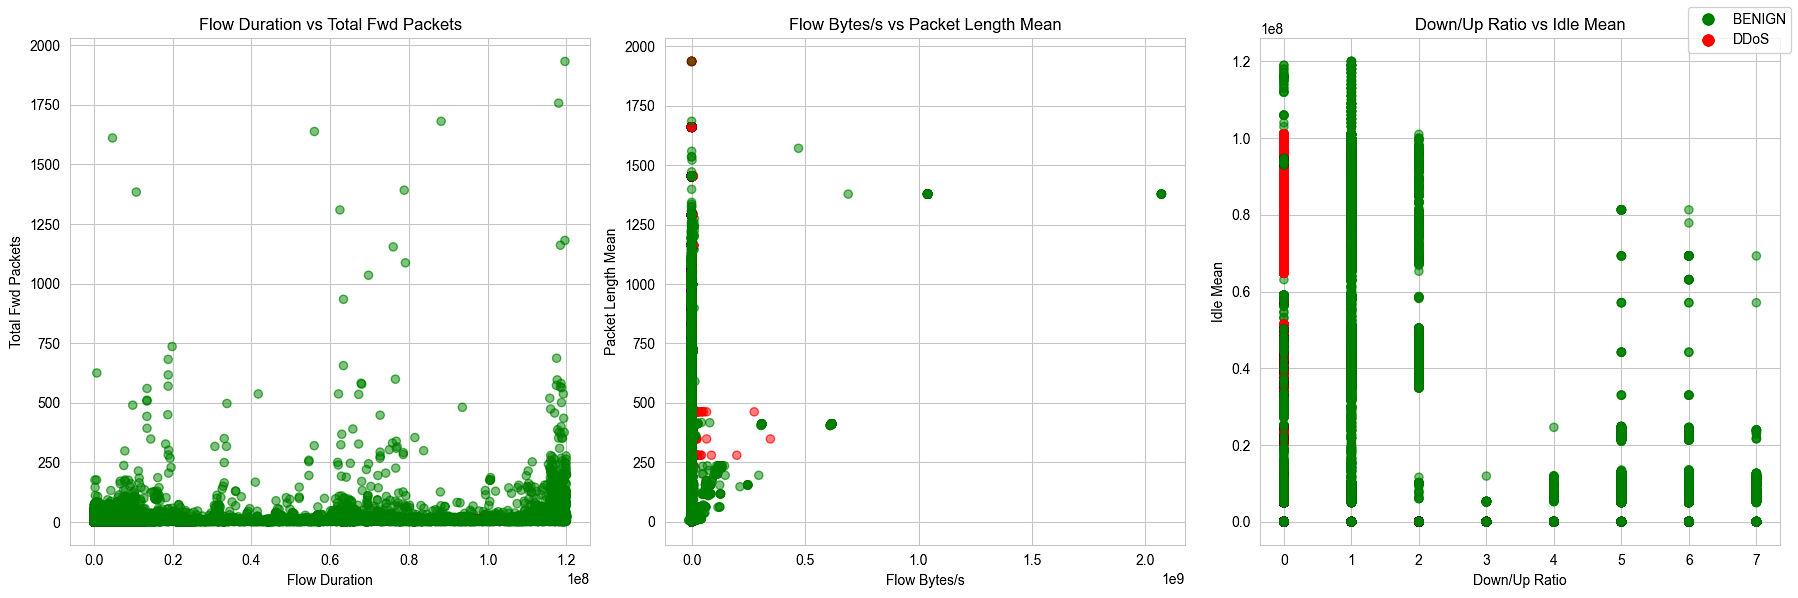 Flow Duration vs Total Fwd Packets
Total Fwd Packets
2000
1750
1500
1250
1000
750
500
250
0
0.0 0.2 0.4 0.6 0.8 1.0 1.2
1e8
Flow Duration
Flow Bytes/s vs Packet Length Mean
Packet Length Mean
2000
1750
1500
1250
1000
750
500
250
0
0.0 0.5 1.0 1.5 2.0
1e9
Flow Bytes/s
Down/Up Ratio vs Idle Mean
1e8
Idle Mean
1.2
1.0
0.8
0.6
0.4
0.2
0.0
0 1 2 3 4 5 6 7
Down/Up Ratio
BENIGN
DDoS